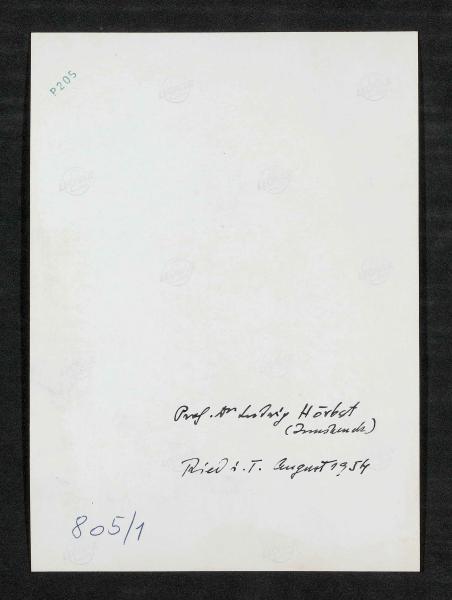 P205
Prof. Dr Ludwig Hörbst
(Innsbruck)
Ried i. T. August 1954
805/1